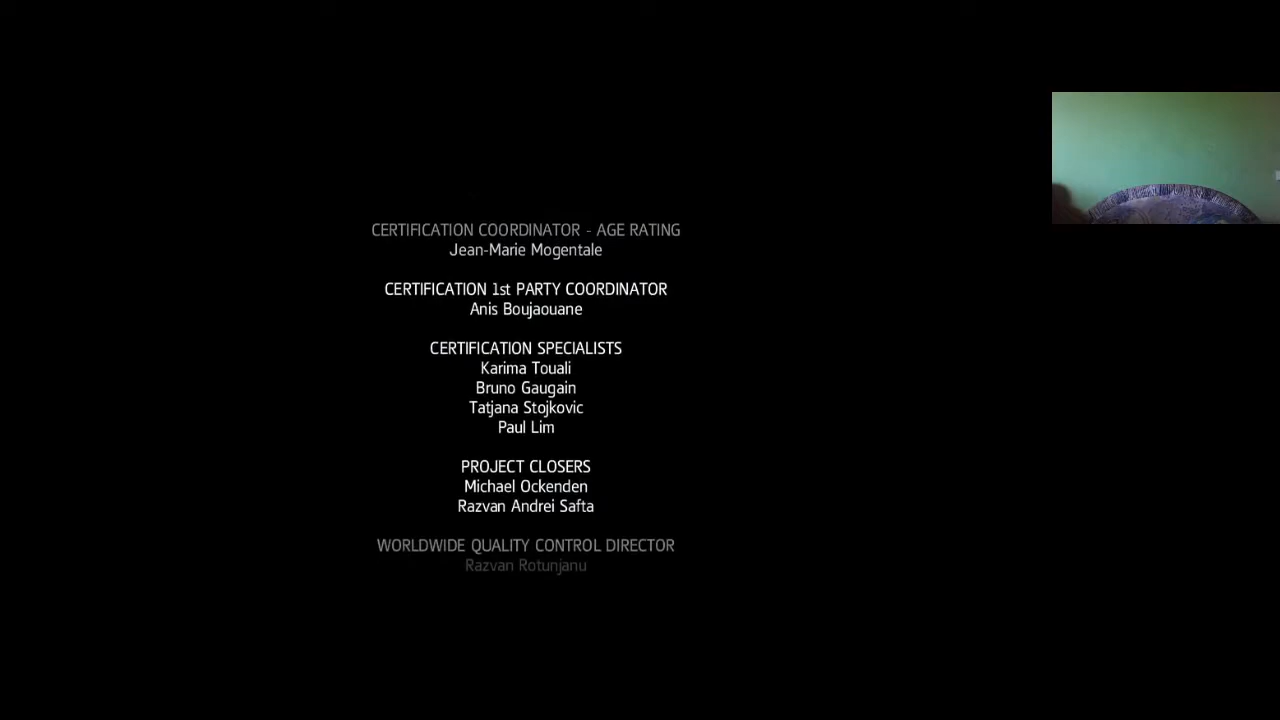 CERTIFICATION COORDINATOR - AGE RATING
Jean-Marie Mogentale
CERTIFICATION 1st PARTY COORDINATOR
Anis Boujaouane
CERTIFICATION SPECIALISTS
Karima Touali
Bruno Gaugain
Tatjana Stojkovic
Paul Lim
PROJECT CLOSERS
Michael Ockenden
Razvan Andrei Safta
WORLDWIDE QUALITY CONTROL DIRECTOR
Razvan Rotunjanu